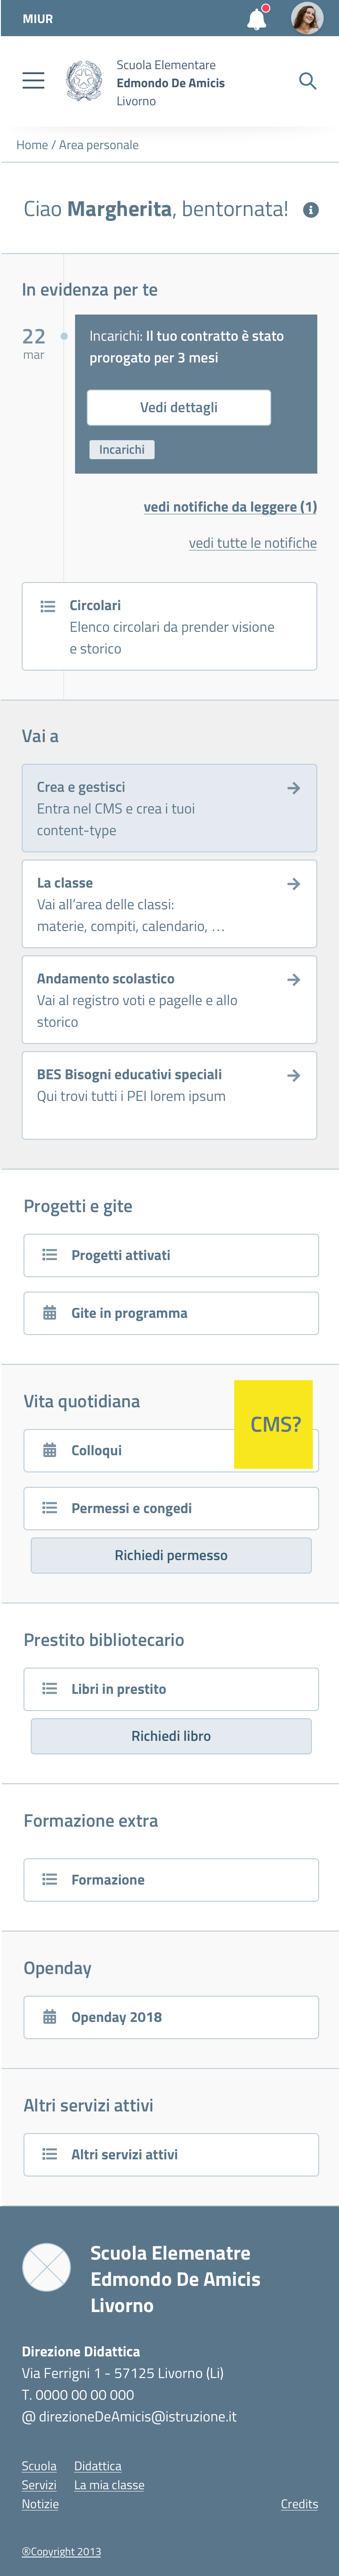 MIUR
Scuola Elementare
Edmondo De Amicis
Livorno
Home / Area personale
Ciao Margherita, bentornata!
In evidenza per te
22
mar
Incarichi: Il tuo contratto è stato
prorogato per 3 mesi
Vedi dettagli
Incarichi
vedi notifiche da leggere (1)
vedi tutte le notifiche
Circolari
Elenco circolari da prender visione
e storico
Vai a
Crea e gestisci
Entra nel CMS e crea i tuoi
content-type
La classe
Vai all’area delle classi:
materie, compiti, calendario, …
Andamento scolastico
Vai al registro voti e pagelle e allo
storico
BES Bisogni educativi speciali
Qui trovi tutti i PEI lorem ipsum
Progetti e gite
Progetti attivati
Gite in programma
Vita quotidiana
CMS?
Colloqui
Permessi e congedi
Richiedi permesso
Prestito bibliotecario
Libri in prestito
Richiedi libro
Formazione extra
Formazione
Openday
Openday 2018
Altri servizi attivi
Altri servizi attivi
Scuola Elemenatre
Edmondo De Amicis
Livorno
Direzione Didattica
Via Ferrigni 1 - 57125 Livorno (Li)
T. 0000 00 00 000
@ direzioneDeAmicis@istruzione.it
Scuola Didattica
Servizi La mia classe
Notizie Credits
®Copyright 2013